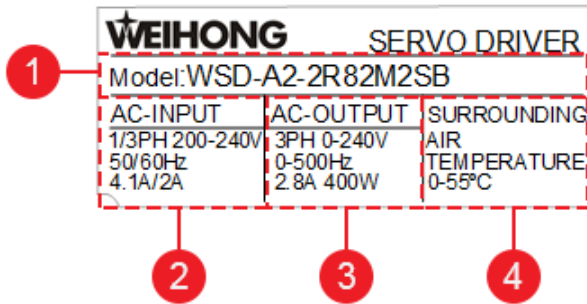 WEIHONG SERVO DRIVER
1
Model:WSD-A2-2R82M2SB
AC-INPUT
1/3PH 200-240V
50/60Hz
4.1A/2A
AC-OUTPUT
3PH 0-240V
0-500Hz
2.8A 400W
SURROUNDING
AIR
TEMPERATURE
0-55°C
2
3
4